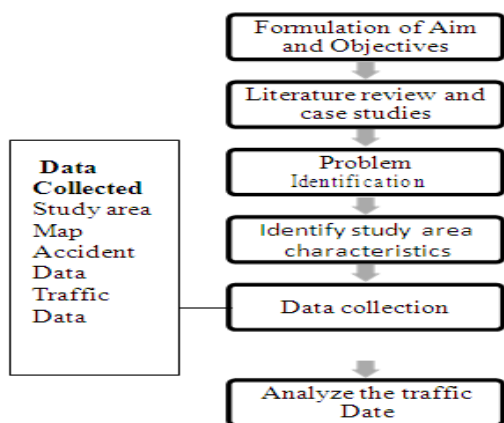 Formulation of Aim
and Objectives
Literature review and
case studies
Problem
Identification
Identify study area
characteristics
Data collection
Analyze the traffic
Date
Data
Collected
Study area
Map
Accident
Data
Traffic
Data